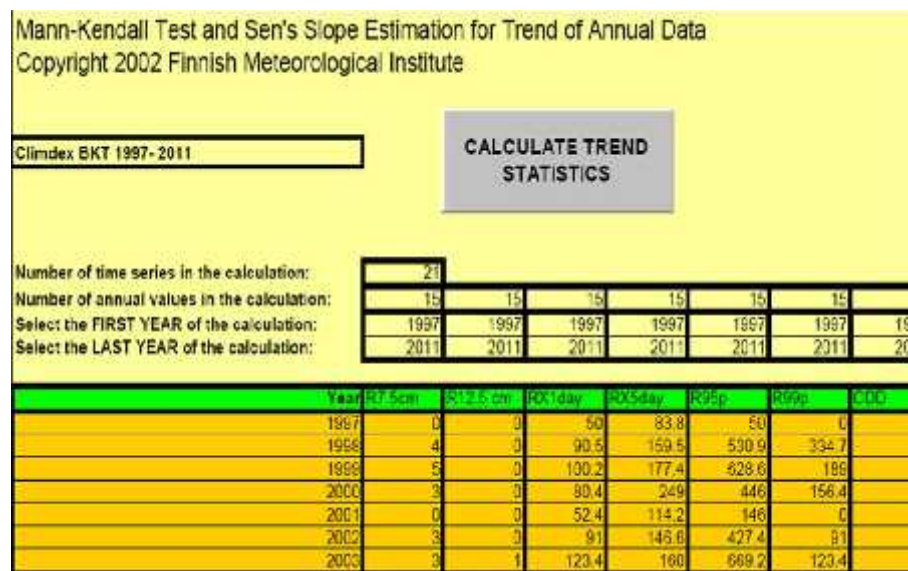 Mann-Kendall Test and Sen's Slope Estimation for Trend of Annual Data
Copyright 2002 Finnish Meteorological Institute
Climdex BKT 1997- 2011
CALCULATE TREND
STATISTICS
Number of time series in the calculation: 21
Number of annual values in the calculation: 15 15 15 15 15 15
Select the FIRST YEAR of the calculation: 1997 1997 1997 1997 1997 1997 19
Select the LAST YEAR of the calculation: 2011 2011 2011 2011 2011 2011 20
Year R7.5cm R12.5 cm RX1day RX5day R95p R99p CDD
1997 0 0 50 83.8 50 0
1998 4 0 90.5 159.5 530.9 334.7
1999 5 0 100.2 177.4 628.6 189
2000 3 0 80.4 249 446 156.4
2001 0 0 52.4 114.2 146 0
2002 3 0 91 146.6 427.4 91
2003 3 1 123.4 160 669.2 123.4